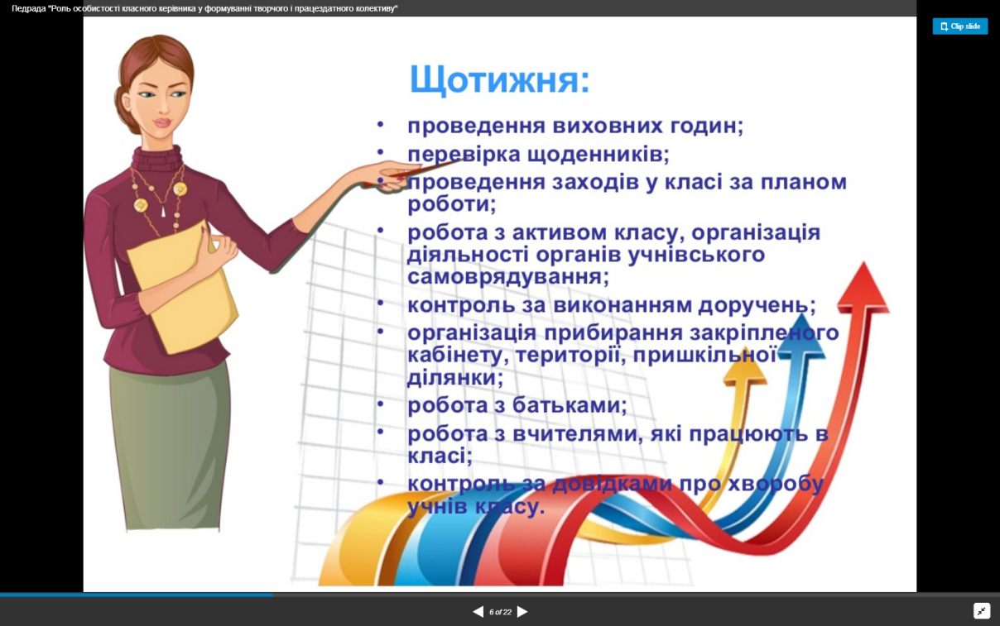 Педрада "Роль особистості класного керівника у формуванні творчого і працездатного колективу"
Clip slide
Щотижня:
• проведення виховних годин;
• перевірка щоденників;
• проведення заходів у класі за планом
роботи;
• робота з активом класу, організація
діяльності органів учнівського
самоврядування;
• контроль за виконанням доручень;
• організація прибирання закріпленого
кабінету, території, пришкільної
ділянки;
• робота з батьками;
• робота з вчителями, які працюють в
класі;
• контроль за довідками про хворобу
учнів класу.
6 of 22